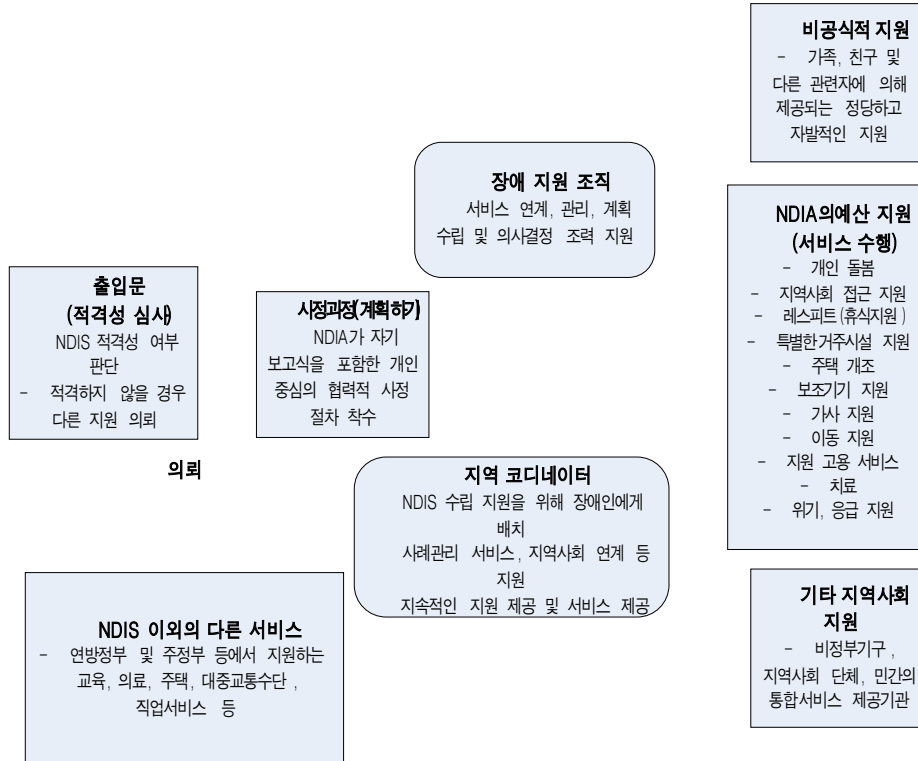 출입문
(적격성 심사)
NDIS 적격성 여부
판단
- 적격하지 않을 경우
다른 지원 의뢰
의뢰
NDIS 이외의 다른 서비스
- 연방정부 및 주정부 등에서 지원하는
교육, 의료, 주택, 대중교통수단 ,
직업서비스 등
사정과정(계획하기)
NDIA가 자기
보고식을 포함한 개인
중심의 협력적 사정
절차 착수
장애 지원 조직
서비스 연계, 관리, 계획
수립 및 의사결정 조력 지원
지역 코디네이터
NDIS 수립 지원을 위해 장애인에게
배치
사례관리 서비스, 지역사회 연계 등
지원
지속적인 지원 제공 및 서비스 제공
비공식적 지원
- 가족, 친구 및
다른 관련자에 의해
제공되는 정당하고
자발적인 지원
NDIA의예산 지원
(서비스 수행)
- 개인 돌봄
- 지역사회 접근 지원
- 레스피트(휴식지원)
- 특별한거주시설 지원
- 주택 개조
- 보조기기 지원
- 가사 지원
- 이동 지원
- 지원 고용 서비스
- 치료
- 위기, 응급 지원
기타 지역사회
지원
- 비정부기구 ,
지역사회 단체, 민간의
통합서비스 제공기관